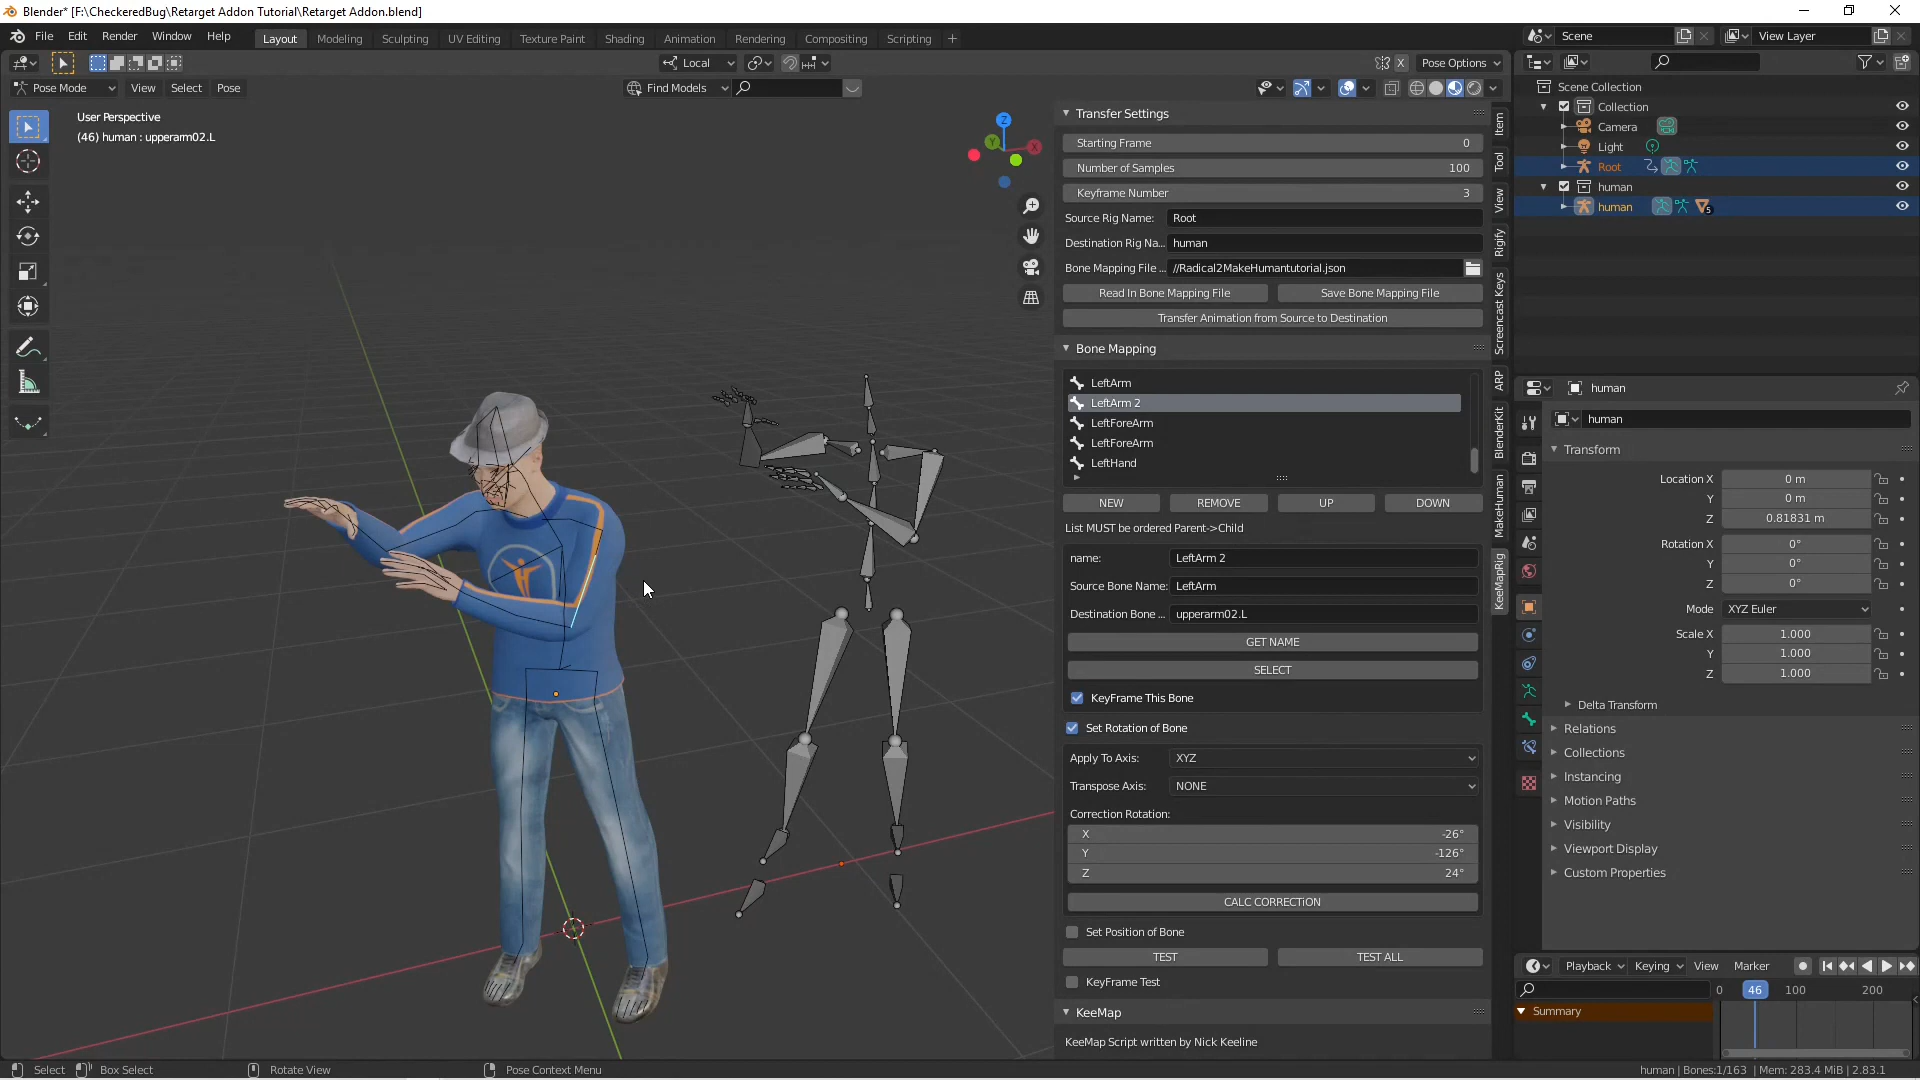 Blender* [F:\CheckeredBug\Retarget Addon Tutorial\Retarget Addon.blend]
File Edit Render Window Help
Layout Modeling Sculpting UV Editing Texture Paint Shading Animation Rendering Compositing Scripting +
Scene
View Layer
Local
X Pose Options
Pose Mode View Select Pose
Find Models
User Perspective
(46) human : upperarm02.L
Z
Y
X
Transfer Settings
Starting Frame 0
Number of Samples 100
Keyframe Number 3
Source Rig Name: Root
Destination Rig Na... human
Bone Mapping File ... //Radical2MakeHumantutorial.json
Read In Bone Mapping File Save Bone Mapping File
Transfer Animation from Source to Destination
Bone Mapping
LeftArm
LeftArm 2
LeftForeArm
LeftForeArm
LeftHand
NEW REMOVE UP DOWN
List MUST be ordered Parent->Child
name: LeftArm 2
Source Bone Name: LeftArm
Destination Bone ... upperarm02.L
GET NAME
SELECT
KeyFrame This Bone
Set Rotation of Bone
Apply To Axis: XYZ
Transpose Axis: NONE
Correction Rotation:
X -26°
Y -126°
Z 24°
CALC CORRECTiON
Set Position of Bone
TEST TEST ALL
KeyFrame Test
KeeMap
KeeMap Script written by Nick Keeline
Item
Tool
View
Rigify
Screencast Keys
ARP
BlenderKit
MakeHuman
KeeMapRig
Scene Collection
Collection
Camera
Light
Root
human
human
5
human
human
Transform
Location X 0 m
Y 0 m
Z 0.81831 m
Rotation X 0°
Y 0°
Z 0°
Mode XYZ Euler
Scale X 1.000
Y 1.000
Z 1.000
Delta Transform
Relations
Collections
Instancing
Motion Paths
Visibility
Viewport Display
Custom Properties
Playback Keying View Marker
0 46 100 200
Summary
Select Box Select Rotate View Pose Context Menu
human | Bones:1/163 | Mem: 283.4 MiB | 2.83.1